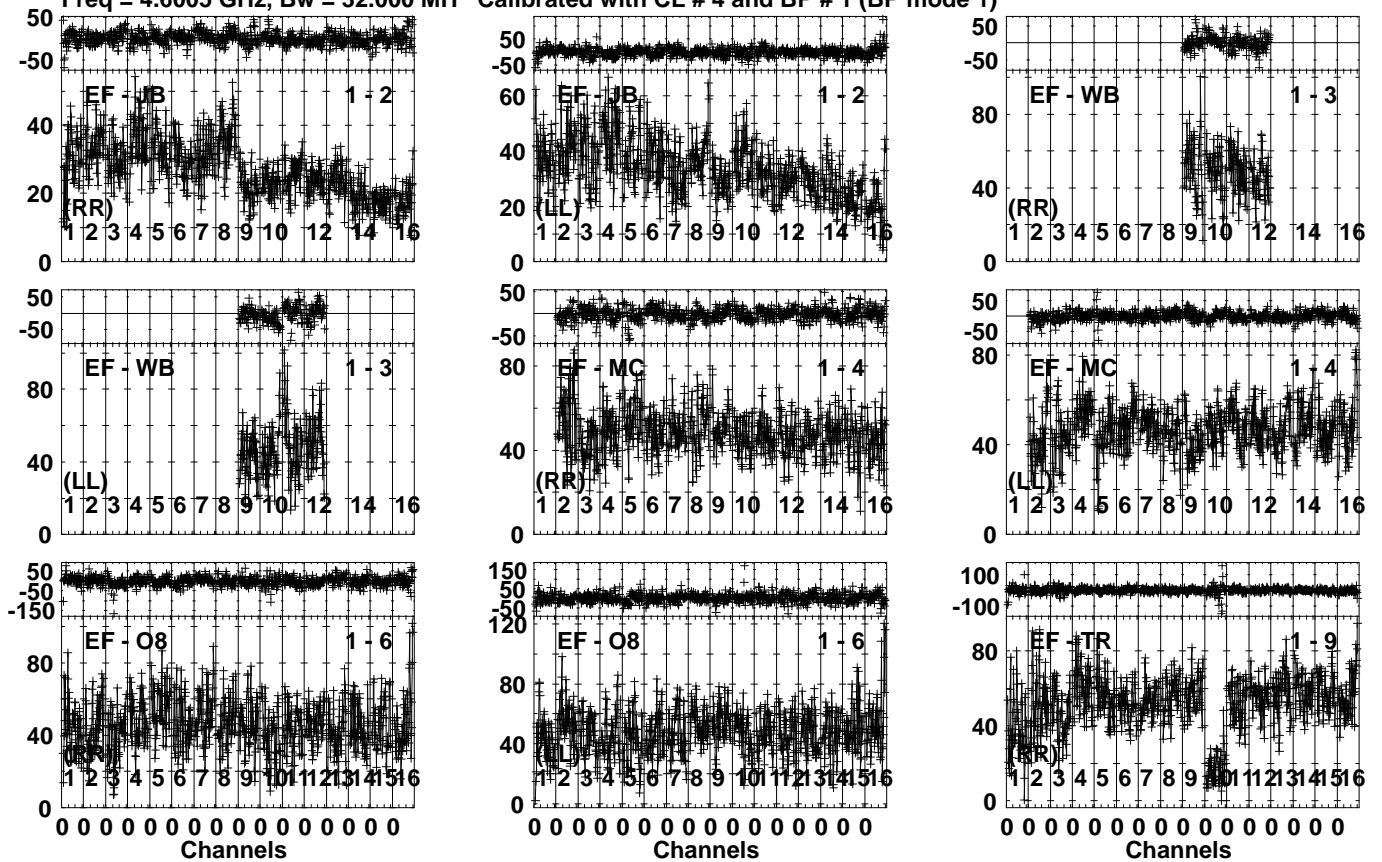 Freq = 4.6005 GHz, Bw = 32.000 MH Calibrated with CL # 4 and BP # 1 (BP mode 1)
50
-50
EF - JB 1 - 2
40
20
(RR)
1 2 3 4 5 6 7 8 9 10 12 14 16
0
50
-50
60
EF - JB 1 - 2
40
20
(LL)
1 2 3 4 5 6 7 8 9 10 12 14 16
0
50
-50
EF - WB 1 - 3
80
40
(RR)
1 2 3 4 5 6 7 8 9 10 12 14 16
0
50
-50
EF - WB 1 - 3
80
40
(LL)
1 2 3 4 5 6 7 8 9 10 12 14 16
0
50
-50
80
EF - MC 1 - 4
40
(RR)
1 2 3 4 5 6 7 8 9 10 12 14 16
0
50
-50
80
EF - MC 1 - 4
40
(LL)
1 2 3 4 5 6 7 8 9 10 12 14 16
0
50
-50
-150
EF - O8 1 - 6
80
40
(RR)
1 2 3 4 5 6 7 8 9 10 11 12 13 14 15 16
0
0 0 0 0 0 0 0 0 0 0 0 0 0 0 0 0
Channels
150
50
-50
120
EF - O8 1 - 6
80
40
(LL)
1 2 3 4 5 6 7 8 9 10 11 12 13 14 15 16
0
0 0 0 0 0 0 0 0 0 0 0 0 0 0 0 0
Channels
100
-100
EF - TR 1 - 9
80
40
(RR)
1 2 3 4 5 6 7 8 9 10 11 12 13 14 15 16
0
0 0 0 0 0 0 0 0 0 0 0 0 0 0 0 0
Channels